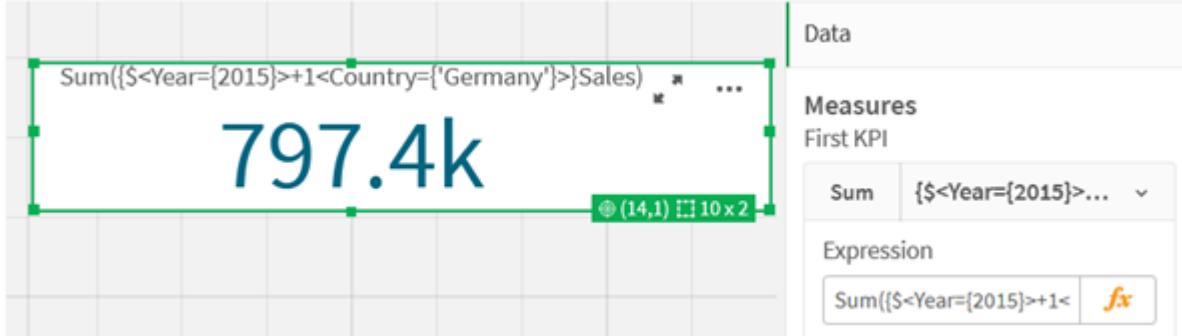 Sum({$<Year={2015}>+1<Country={'Germany'}>}Sales)
797.4k
(14,1) 10 x 2
Data
Measures
First KPI
Sum {$<Year={2015}>...
Expression
Sum({$<Year={2015}>+1< fx